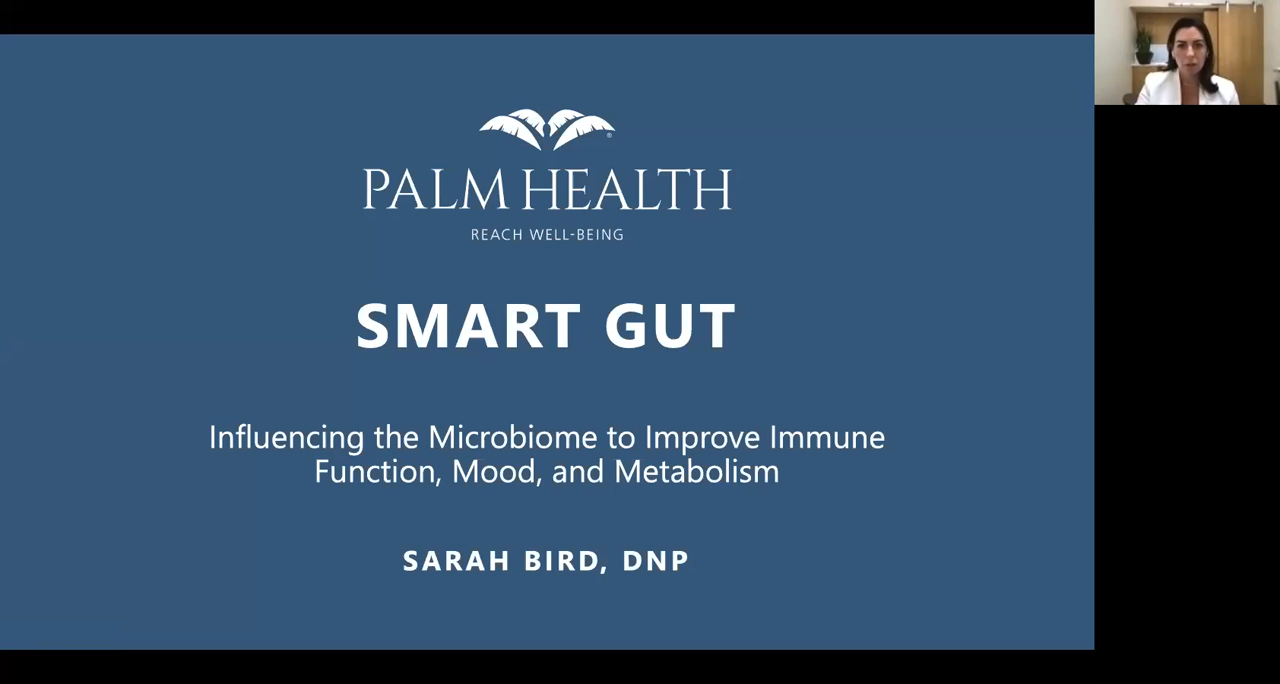 PALM HEALTH
REACH WELL-BEING
SMART GUT
Influencing the Microbiome to Improve Immune
Function, Mood, and Metabolism
SARAH BIRD, DNP